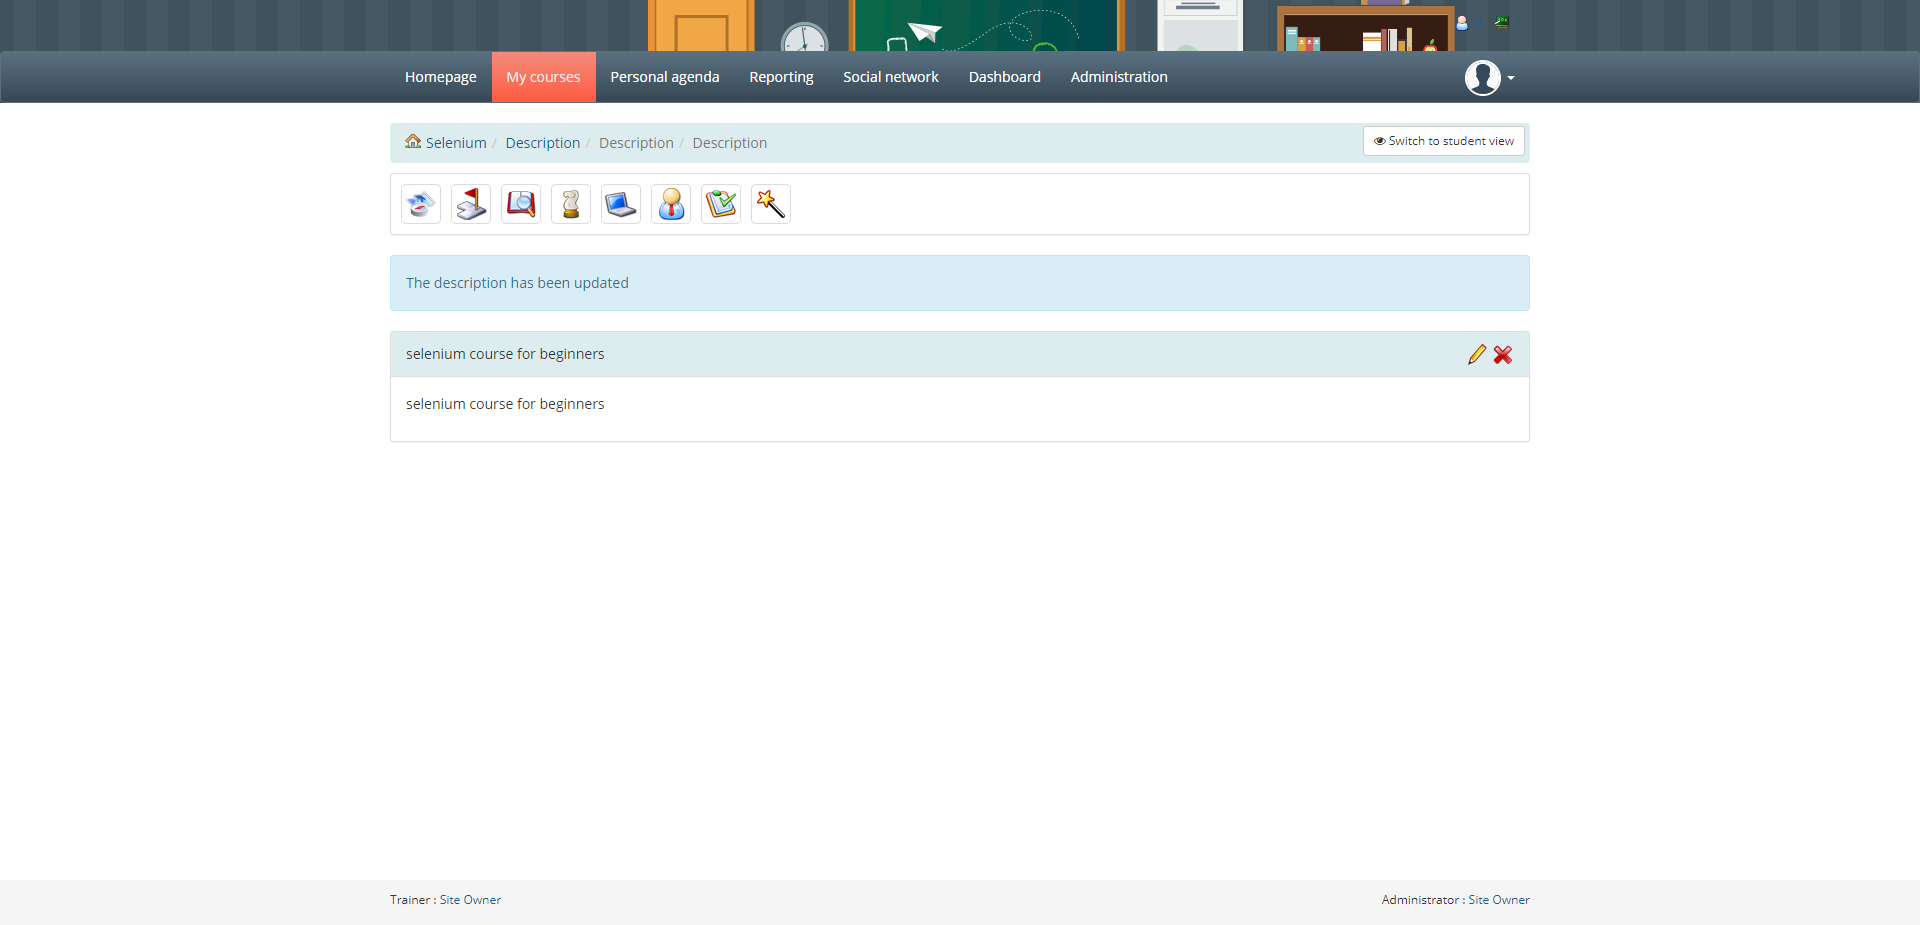 Homepage My courses Personal agenda Reporting Social network Dashboard Administration
Selenium / Description / Description / Description
Switch to student view
The description has been updated
selenium course for beginners
selenium course for beginners
Trainer : Site Owner
Administrator : Site Owner